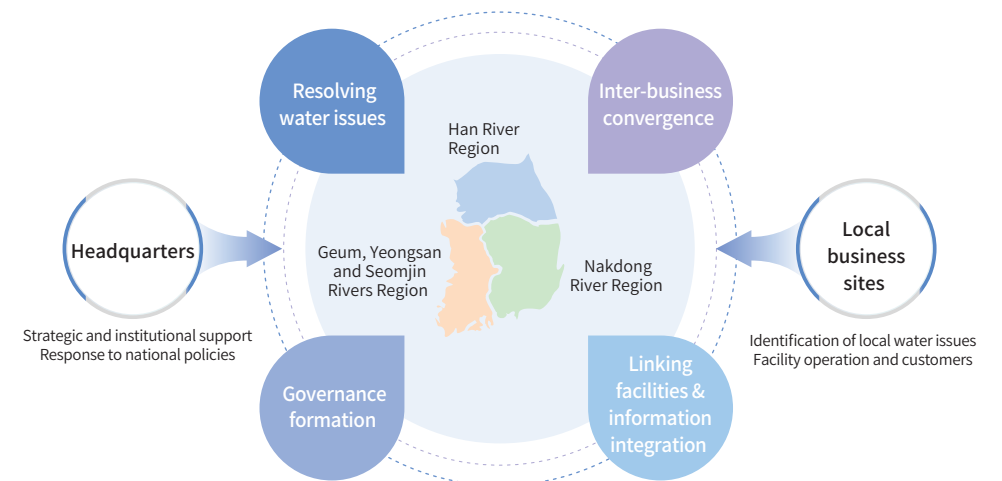 Resolving
water issues
Inter-business
convergence
Han River
Region
Headquarters
Strategic and institutional support
Response to national policies
Geum, Yeongsan
and Seomjin
Rivers Region
Nakdong
River Region
Local
business
sites
Identification of local water issues
Facility operation and customers
Governance
formation
Linking
facilities &
information
integration